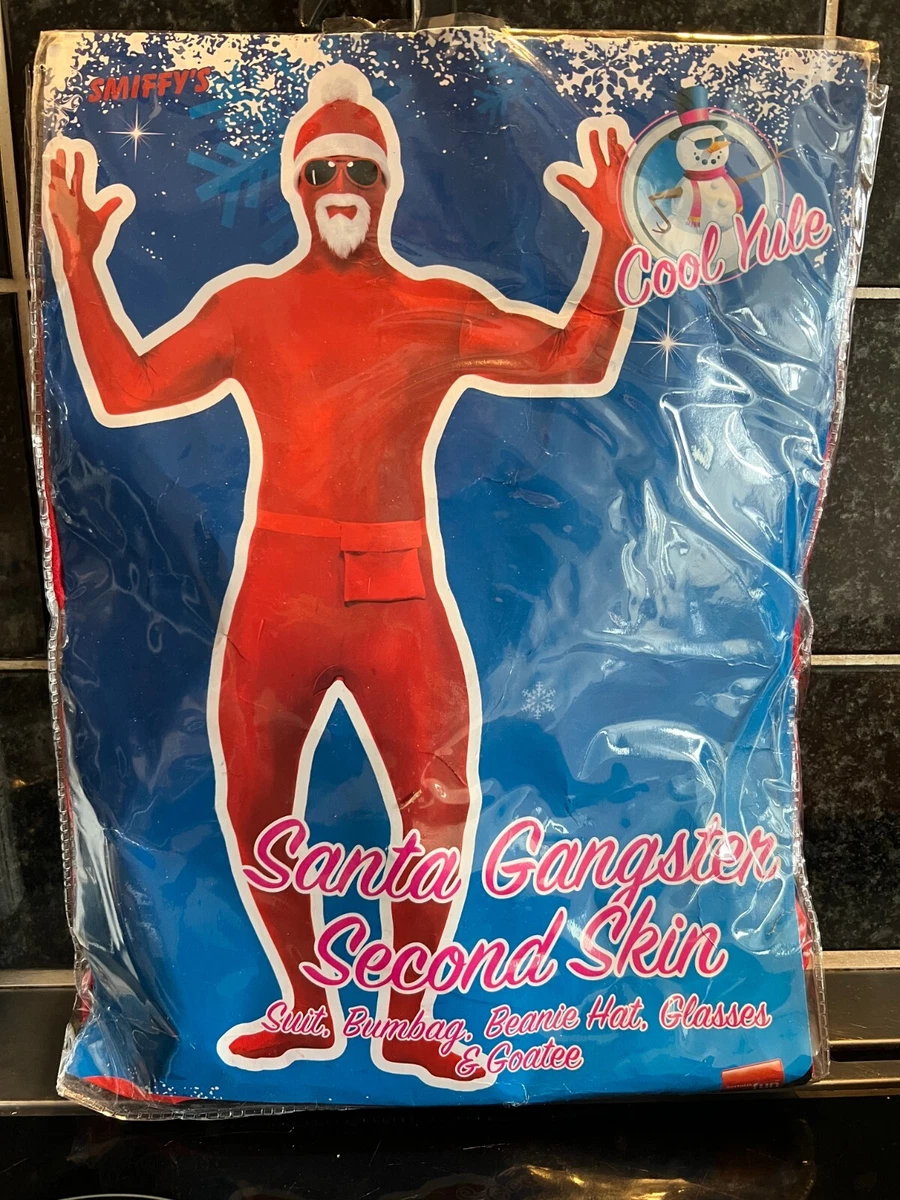 SMIFFY'S
Cool Yule
Santa Gangster
Second Skin
Suit, Bumbag, Beanie Hat, Glasses
& Goatee